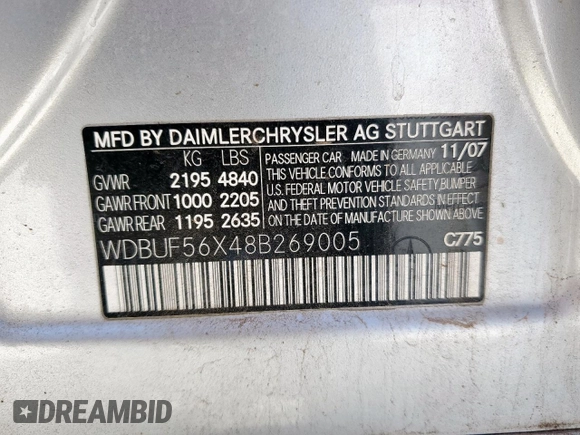 MFD BY DAIMLERCHRYSLER AG STUTTGART
KG LBS
GVWR 2195 4840
GAWR FRONT 1000 2205
GAWR REAR 1195 2635
PASSENGER CAR MADE IN GERMANY 11/07
THIS VEHICLE CONFORMS TO ALL APPLICABLE
U.S. FEDERAL MOTOR VEHICLE SAFETY, BUMPER
AND THEFT PREVENTION STANDARDS IN EFFECT
ON THE DATE OF MANUFACTURE SHOWN ABOVE.
WDBUF56X48B269005
C775
DREAMBID